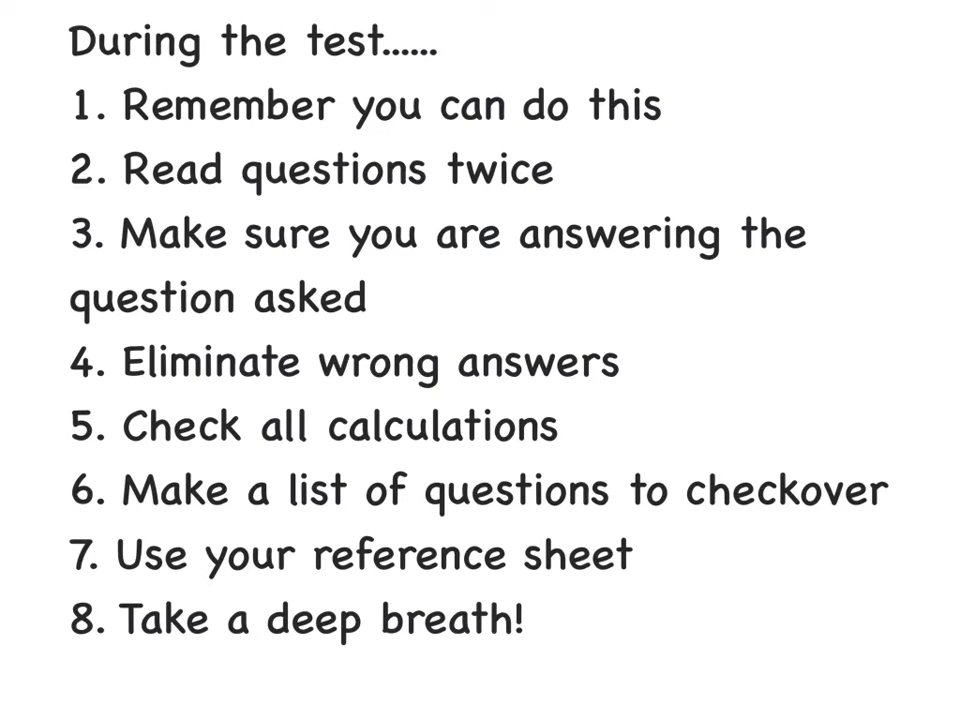 During the test......
1. Remember you can do this
2. Read questions twice
3. Make sure you are answering the
question asked
4. Eliminate wrong answers
5. Check all calculations
6. Make a list of questions to checkover
7. Use your reference sheet
8. Take a deep breath!